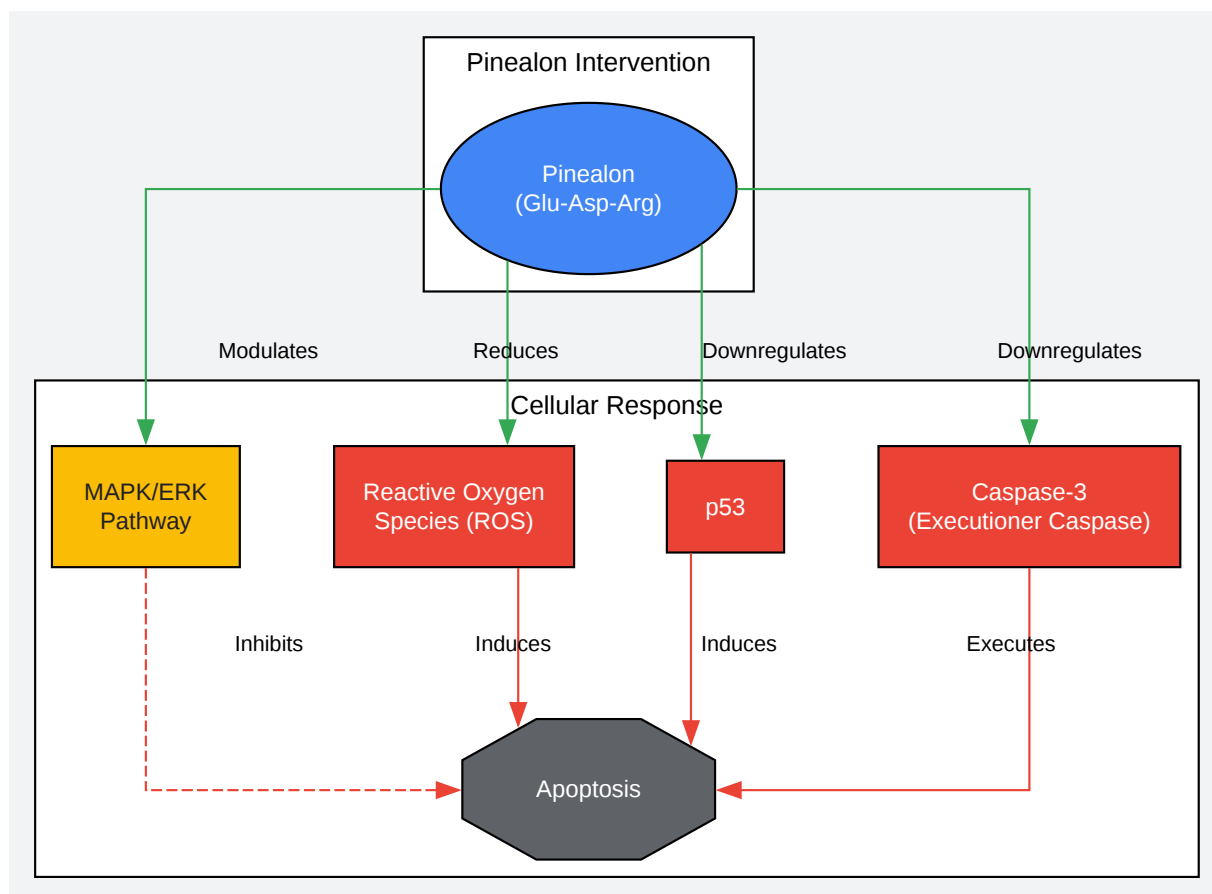 Pinealon Intervention
Pinealon
(Glu-Asp-Arg)
Modulates
Reduces
Downregulates
Downregulates
Cellular Response
MAPK/ERK
Pathway
Reactive Oxygen
Species (ROS)
p53
Caspase-3
(Executioner Caspase)
Inhibits
Induces
Induces
Executes
Apoptosis